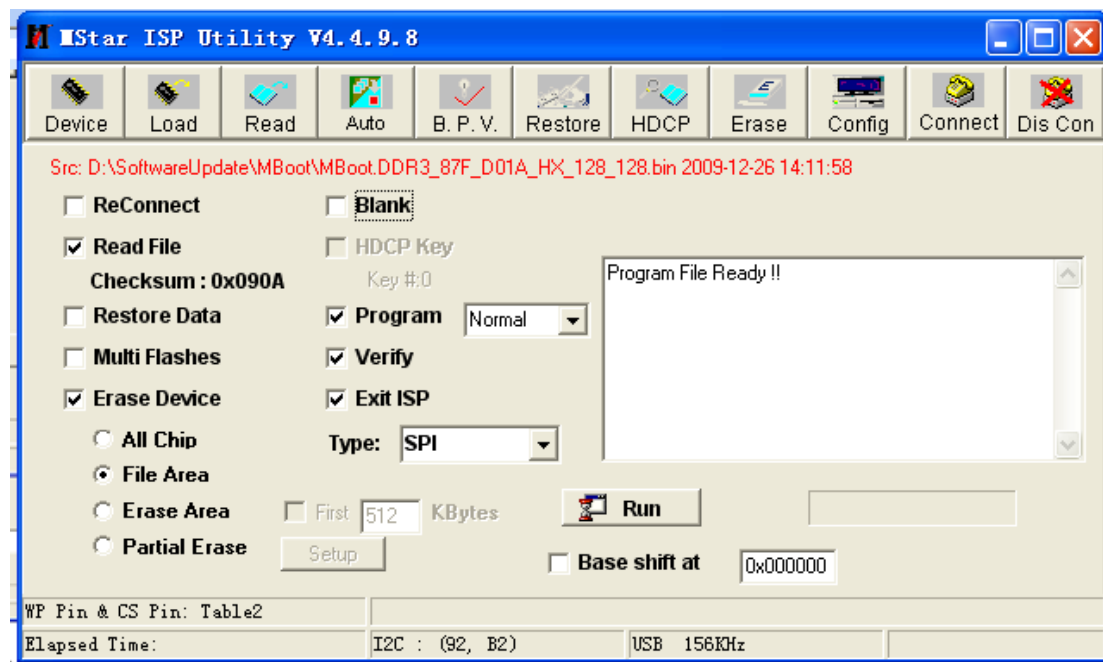 MStar ISP Utility V4.4.9.8
Device Load Read Auto B. P. V. Restore HDCP Erase Config Connect Dis Con
Src: D:\SoftwareUpdate\MBoot\MBoot.DDR3_87F_D01A_HX_128_128.bin 2009-12-26 14:11:58
ReConnect Blank
Read File HDCP Key
Checksum : 0x090A Key #:0 Program File Ready !!
Restore Data Program Normal
Multi Flashes Verify
Erase Device Exit ISP
All Chip Type: SPI
File Area
Erase Area First 512 KBytes Run
Partial Erase Setup Base shift at 0x000000
WP Pin & CS Pin: Table2
Elapsed Time: I2C : (92, B2) USB 156KHz